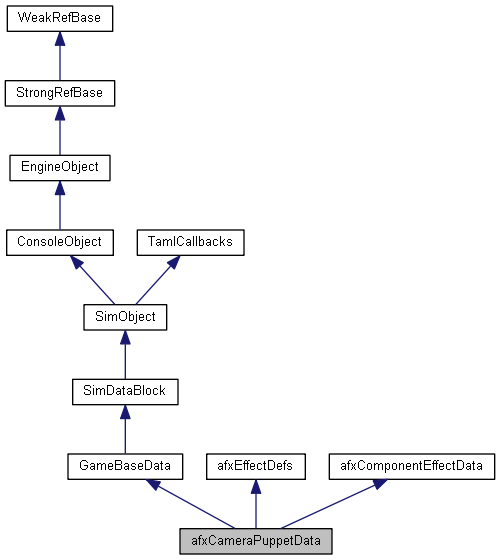 WeakRefBase
StrongRefBase
EngineObject
ConsoleObject
TamlCallbacks
SimObject
SimDataBlock
GameBaseData
afxEffectDefs
afxComponentEffectData
afxCameraPuppetData